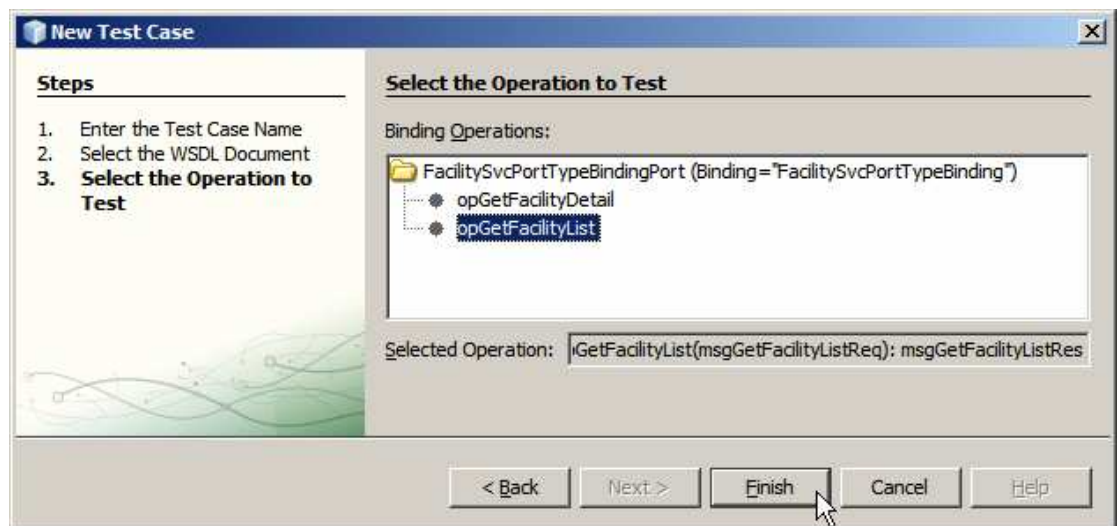 New Test Case
Steps
1. Enter the Test Case Name
2. Select the WSDL Document
3. Select the Operation to
Test
Select the Operation to Test
Binding Operations:
FacilitySvcPortTypeBindingPort (Binding="FacilitySvcPortTypeBinding")
opGetFacilityDetail
opGetFacilityList
Selected Operation: GetFacilityList(msgGetFacilityListReq): msgGetFacilityListRes
< Back
Next >
Finish
Cancel
Help